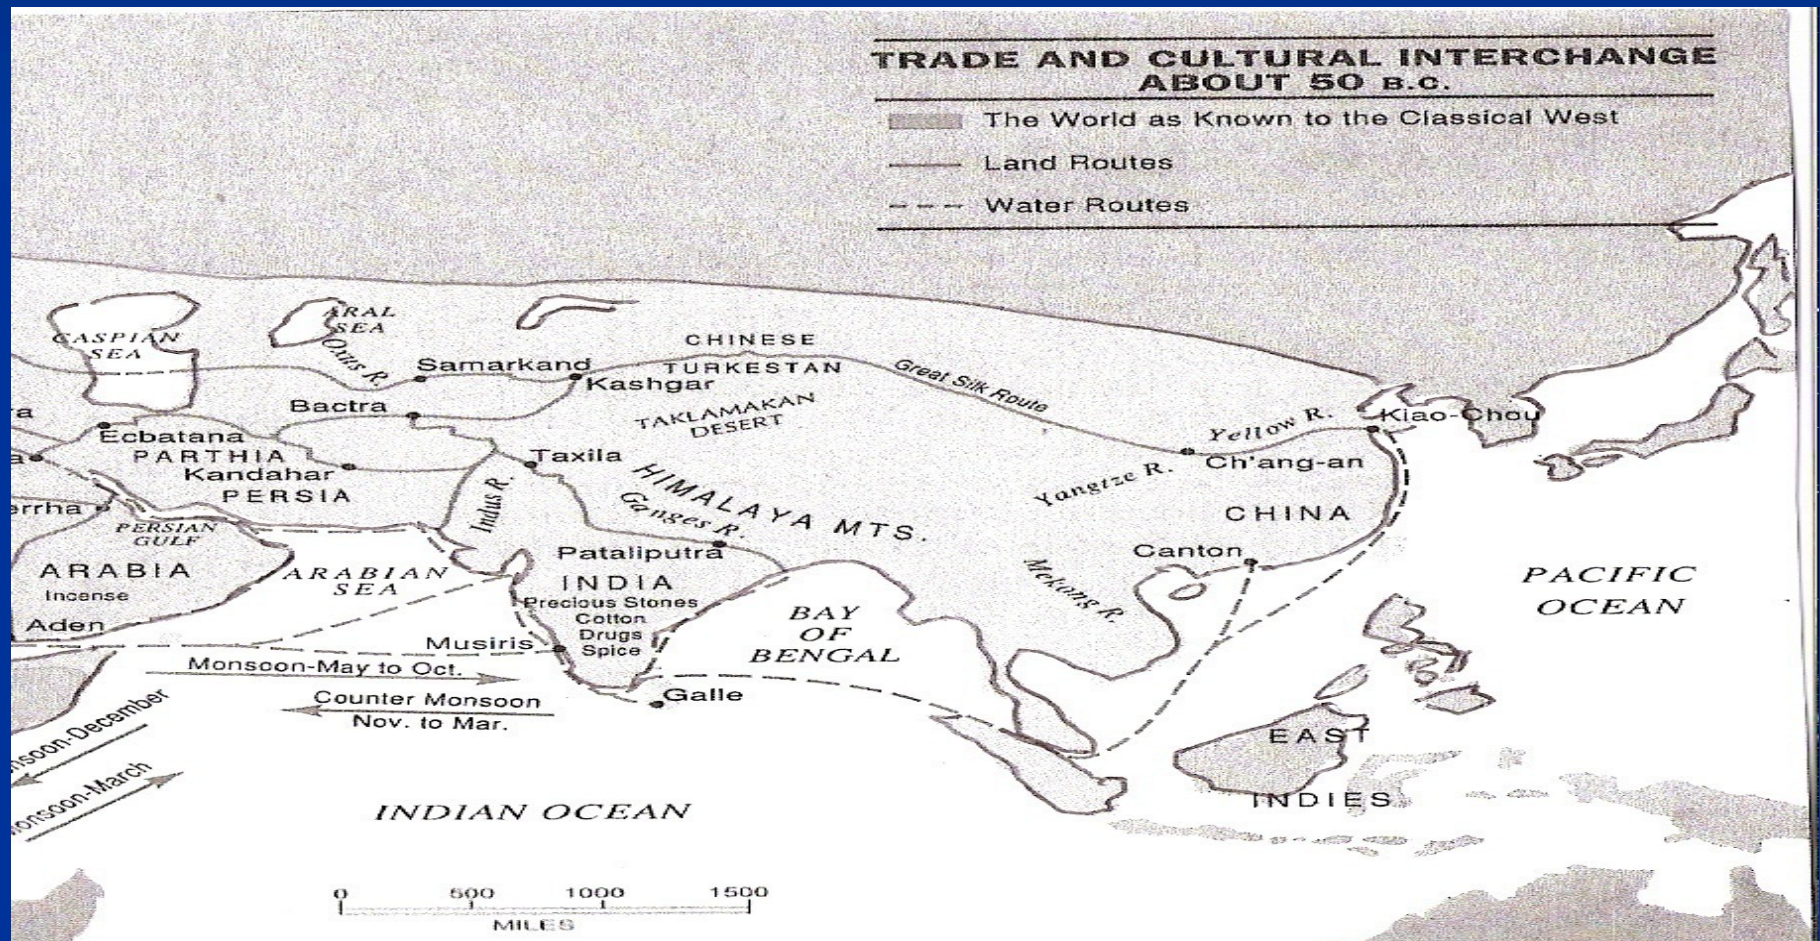 TRADE AND CULTURAL INTERCHANGE
ABOUT 50 B.C.
The World as Known to the Classical West
Land Routes
Water Routes
CASPIAN
SEA
ARAL
SEA
Oxus R.
CHINESE
TURKESTAN
Great Silk Route
Samarkand
Kashgar
Bactra
TAKLAMAKAN
DESERT
Yellow R.
Kiao-Chou
Ecbatana
PARTHIA
Kandahar
PERSIA
Taxila
HIMALAYA MTS.
Ganges R.
Indus R.
Yangtze R.
Ch'ang-an
CHINA
PERSIAN
GULF
Pataliputra
Canton
ARABIA
Incense
Aden
ARABIAN
SEA
INDIA
Precious Stones
Cotton
Drugs
Spice
Mekong R.
PACIFIC
OCEAN
BAY
OF
BENGAL
Musiris
Monsoon-May to Oct.
Galle
Counter Monsoon
Nov. to Mar.
nsoon-December
onsoon-March
EAST
INDIES
INDIAN OCEAN
0 500 1000 1500
MILES